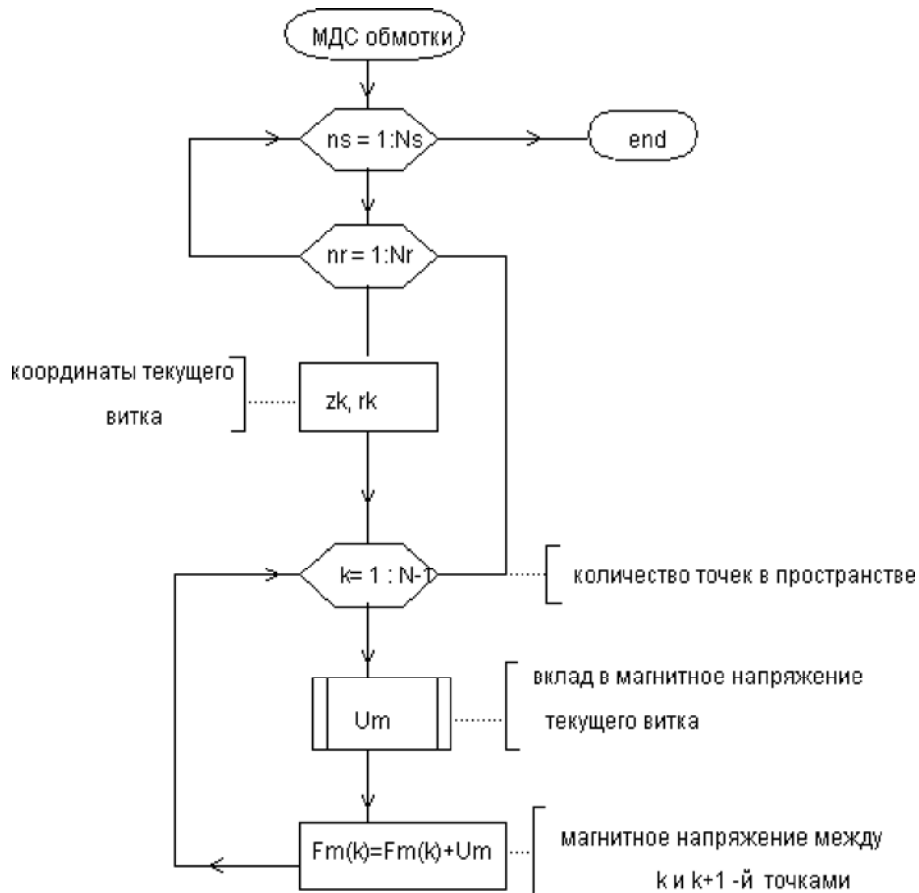 МДС обмотки
ns = 1:Ns
end
nr = 1:Nr
координаты текущего
витка
zk, rk
k= 1 : N-1
количество точек в пространстве
вклад в магнитное напряжение
текущего витка
Um
Fm(k)=Fm(k)+Um
магнитное напряжение между
k и k+1 -й точками